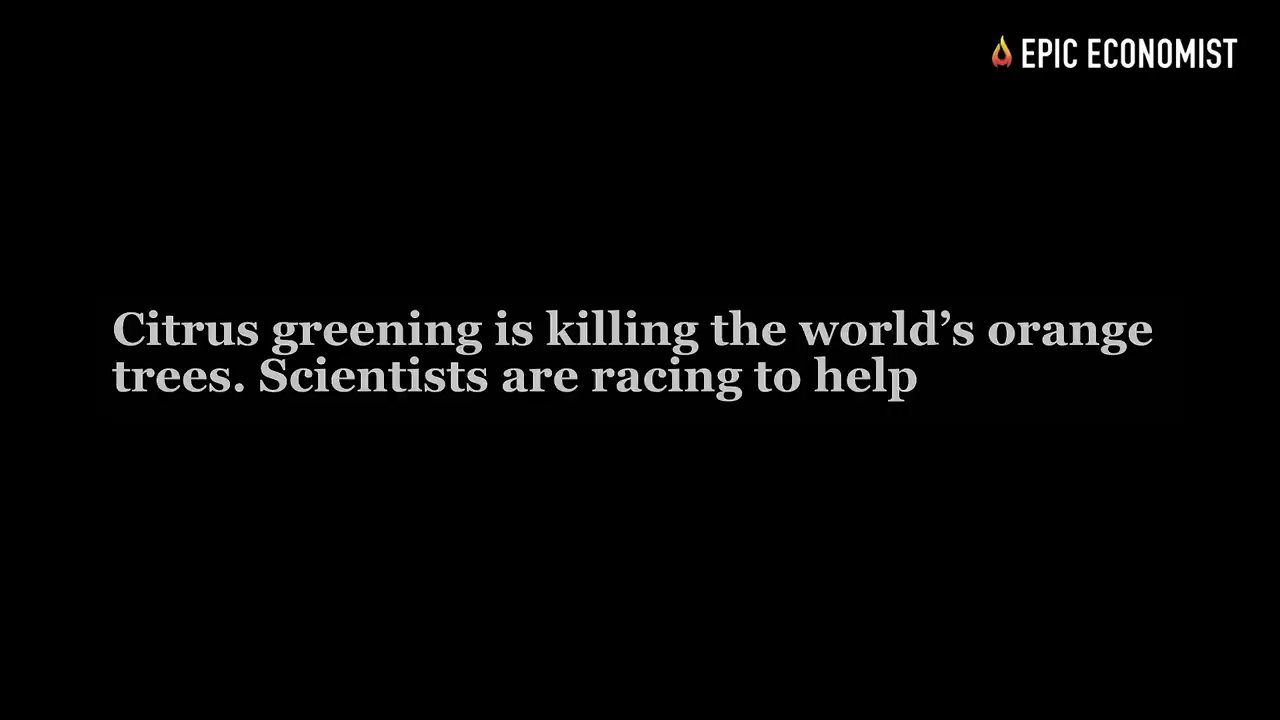 EPIC ECONOMIST
Citrus greening is killing the world’s orange
trees. Scientists are racing to help